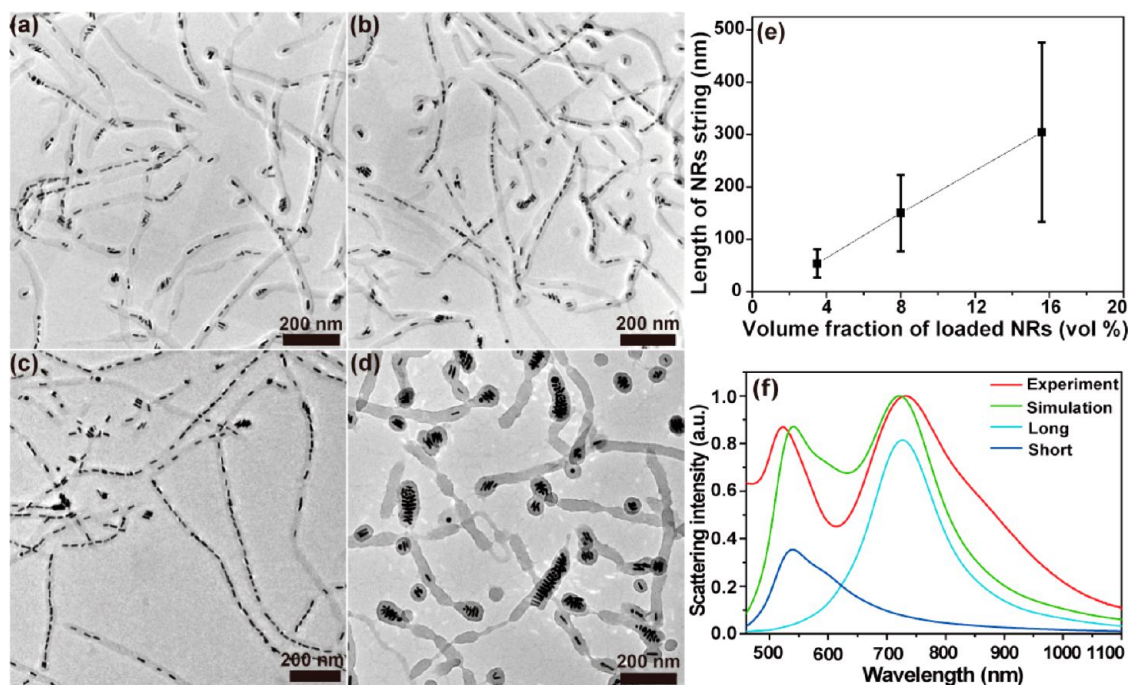 (a)
200 nm
(b)
200 nm
(c)
200 nm
(d)
200 nm
(e)
Length of NRs string (nm)
500
400
300
200
100
0
0 4 8 12 16 20
Volume fraction of loaded NRs (vol %)
(f)
Experiment
Simulation
Long
Short
Scattering intensity (a.u.)
1.0
0.8
0.6
0.4
0.2
0.0
500 600 700 800 900 1000 1100
Wavelength (nm)